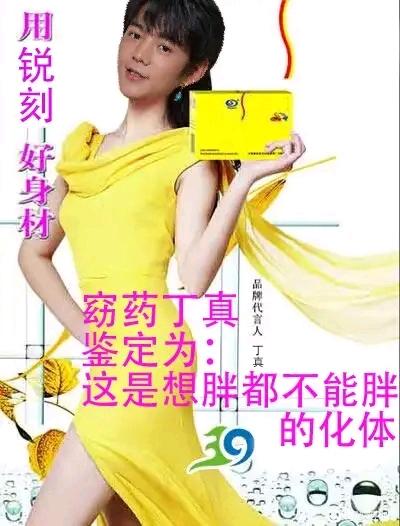 用
锐刻
好身材
品牌代言人 丁真
窈药丁真
鉴定为：
这是想胖都不能胖
的化体
39